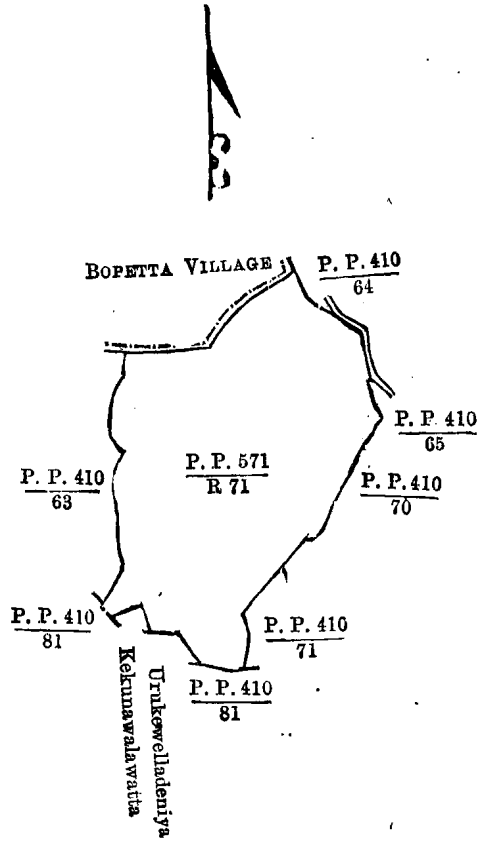 BOPETTA VILLAGE
P. P. 410
64
P. P. 410
65
P. P. 571
R 71
P. P. 410
63
P. P. 410
70
P. P. 410
81
P. P. 410
71
P. P. 410
81
Urukewelladeniya
Kekunawalawatta